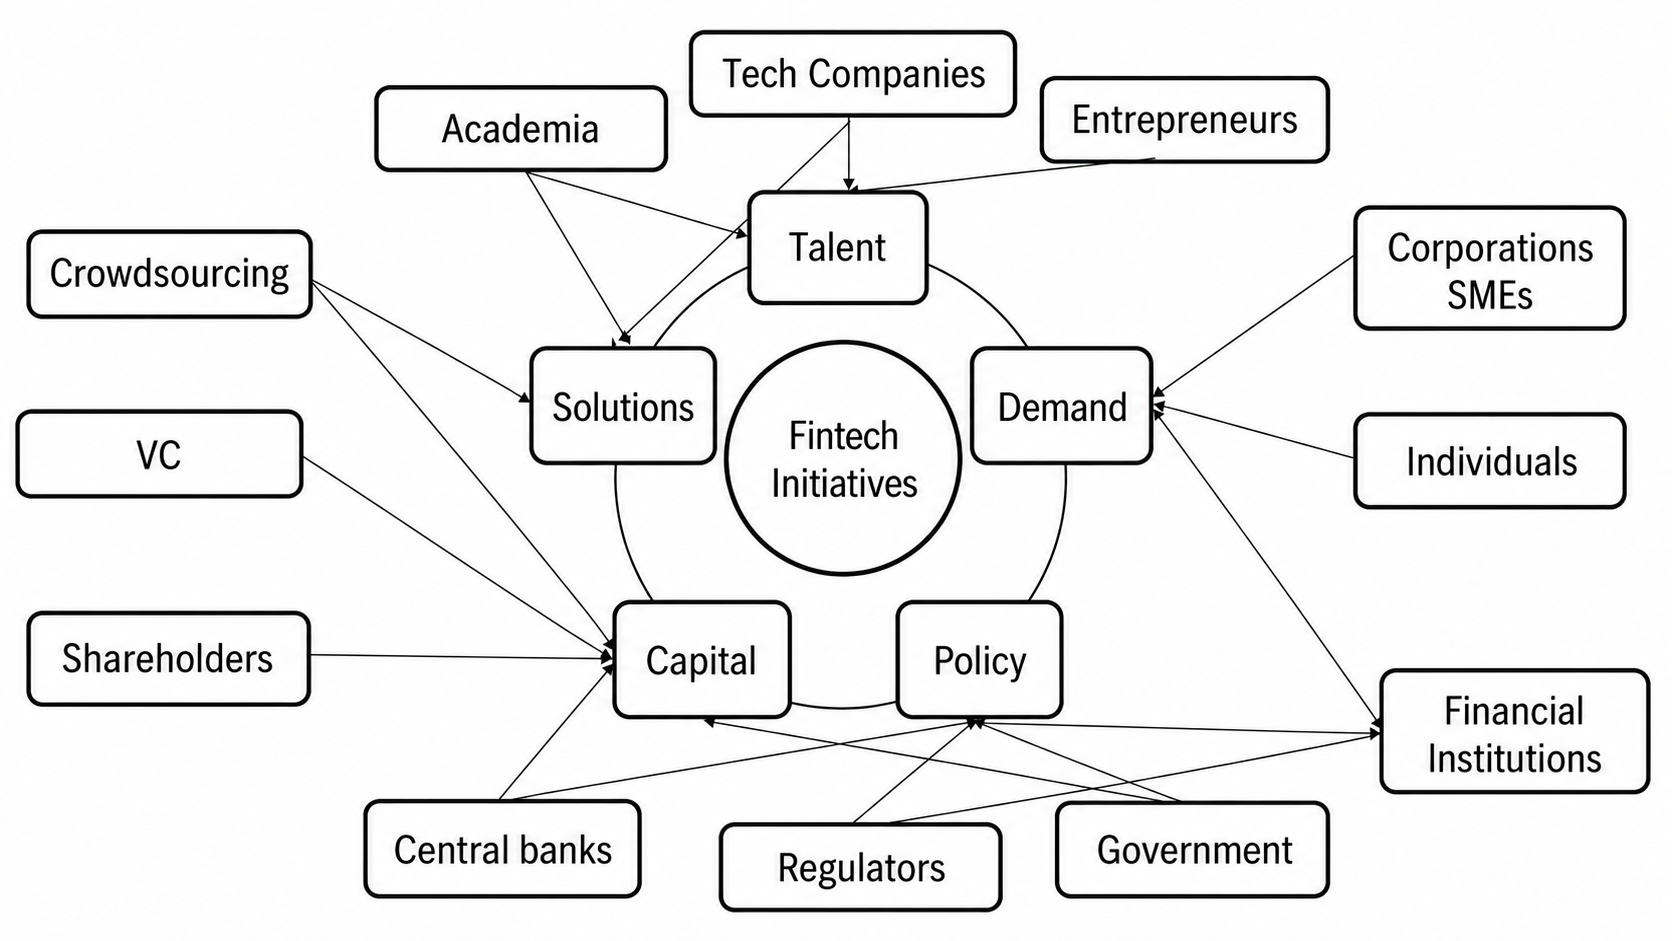 Tech Companies
Entrepreneurs
Academia
Talent
Crowdsourcing
Corporations
SMEs
Solutions
Fintech
Initiatives
Demand
VC
Individuals
Shareholders
Capital
Policy
Financial
Institutions
Central banks
Regulators
Government